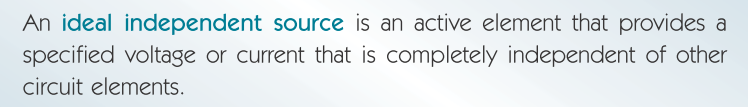 An ideal independent source is an active element that provides a
specified voltage or current that is completely independent of other
circuit elements.